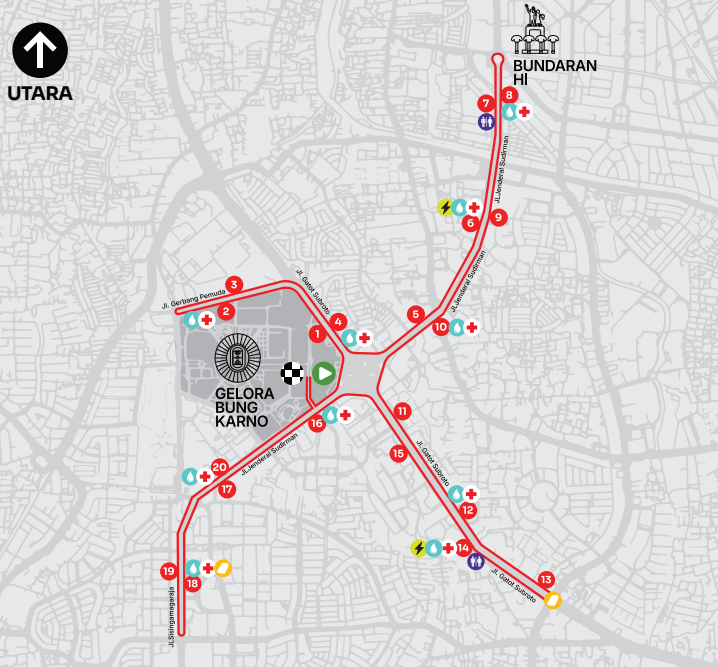 BUNDARAN
HI
UTARA
7
8
JL.Jenderal Sudirman
6
9
JL.Jenderal Sudirman
Jl. Gatot Subroto
3
Jl. Gerbang Pemuda
2
1
4
5
10
GELORA
BUNG
KARNO
16
11
JL.Jenderal Sudirman
15
Jl. Gatot Subroto
20
17
12
14
19
18
13
Jl. Gatot Subroto
JL.Sisingamangaraja